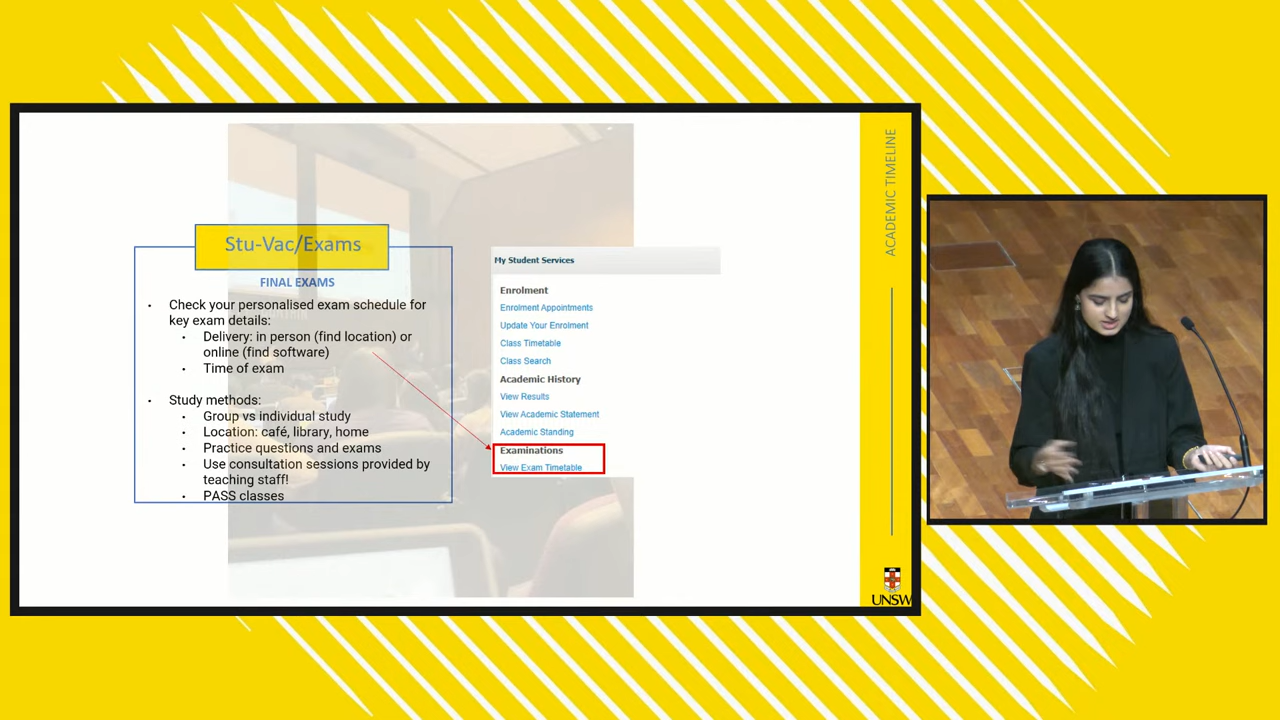 Stu-Vac/Exams
FINAL EXAMS
• Check your personalised exam schedule for
key exam details:
• Delivery: in person (find location) or
online (find software)
• Time of exam
• Study methods:
• Group vs individual study
• Location: café, library, home
• Practice questions and exams
• Use consultation sessions provided by
teaching staff!
• PASS classes
My Student Services
Enrolment
Enrolment Appointments
Update Your Enrolment
Class Timetable
Class Search
Academic History
View Results
View Academic Statement
Academic Standing
Examinations
View Exam Timetable
ACADEMIC TIMELINE
UNSW